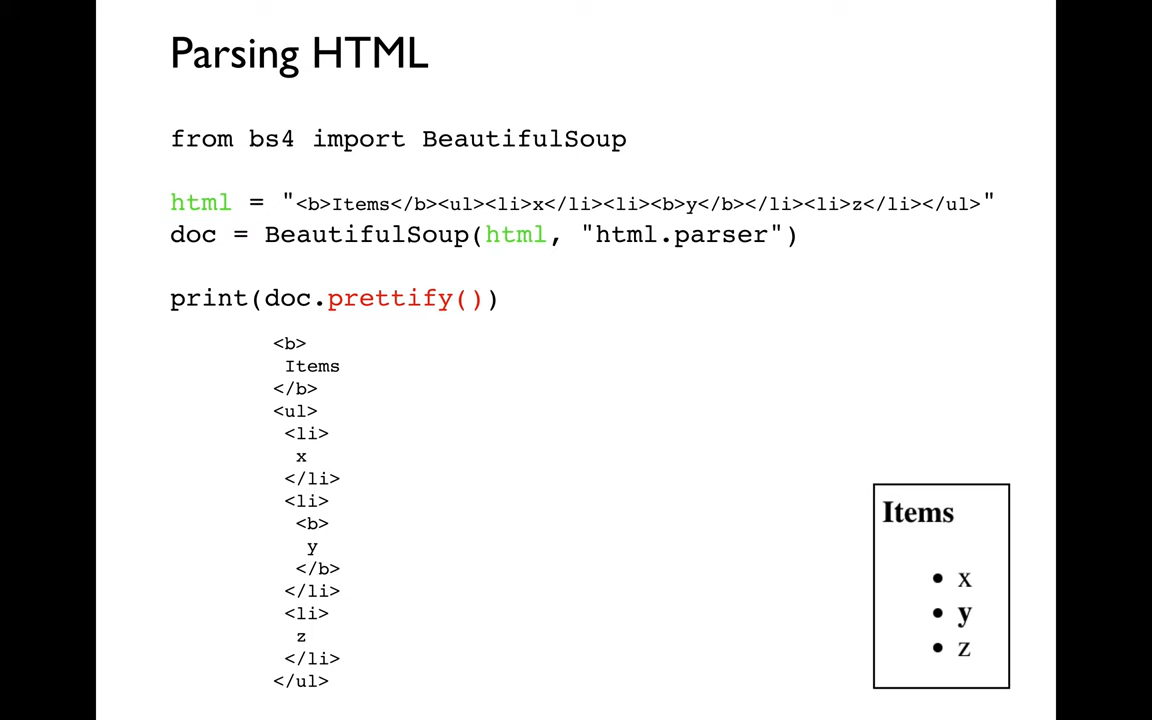 Parsing HTML
from bs4 import BeautifulSoup
html = "<b>Items</b><ul><li>x</li><li><b>y</b></li><li>z</li></ul>"
doc = BeautifulSoup(html, "html.parser")
print(doc.prettify())
<b>
 Items
</b>
<ul>
 <li>
  x
 </li>
 <li>
  <b>
   y
  </b>
 </li>
 <li>
  z
 </li>
</ul>
Items
• x
• y
• z